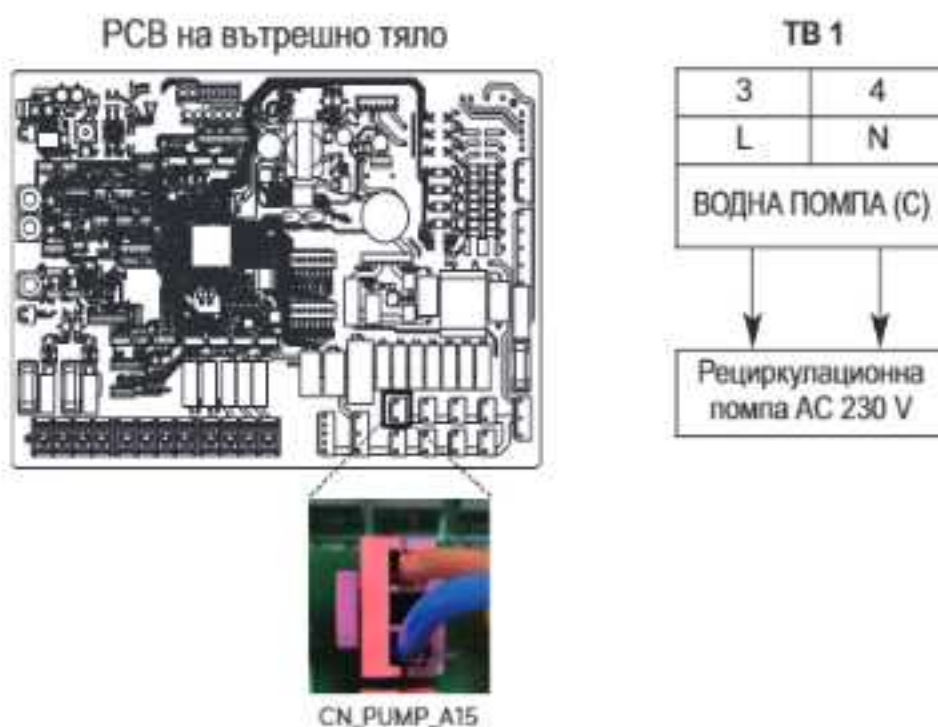 PCB на вътрешно тяло
CN_PUMP_A15
TB 1
3 4
L N
ВОДНА ПОМПА (C)
Рециркулационна
помпа AC 230 V